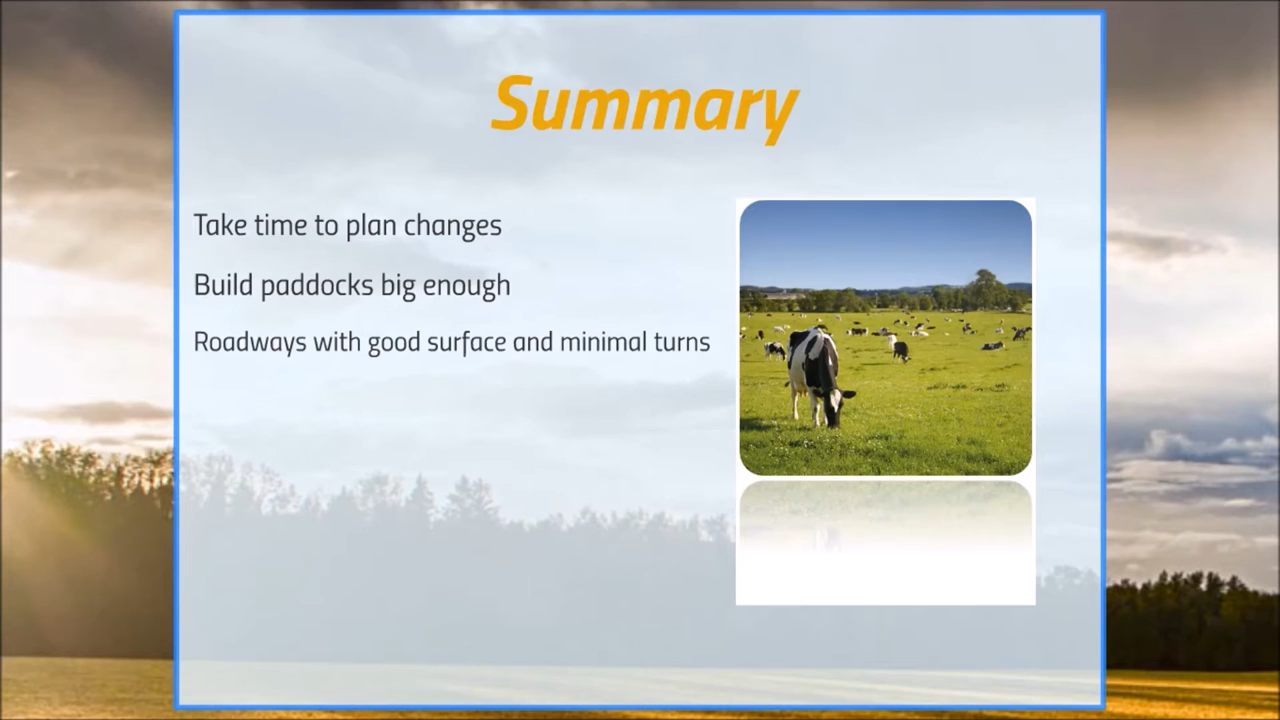 Summary
Take time to plan changes
Build paddocks big enough
Roadways with good surface and minimal turns